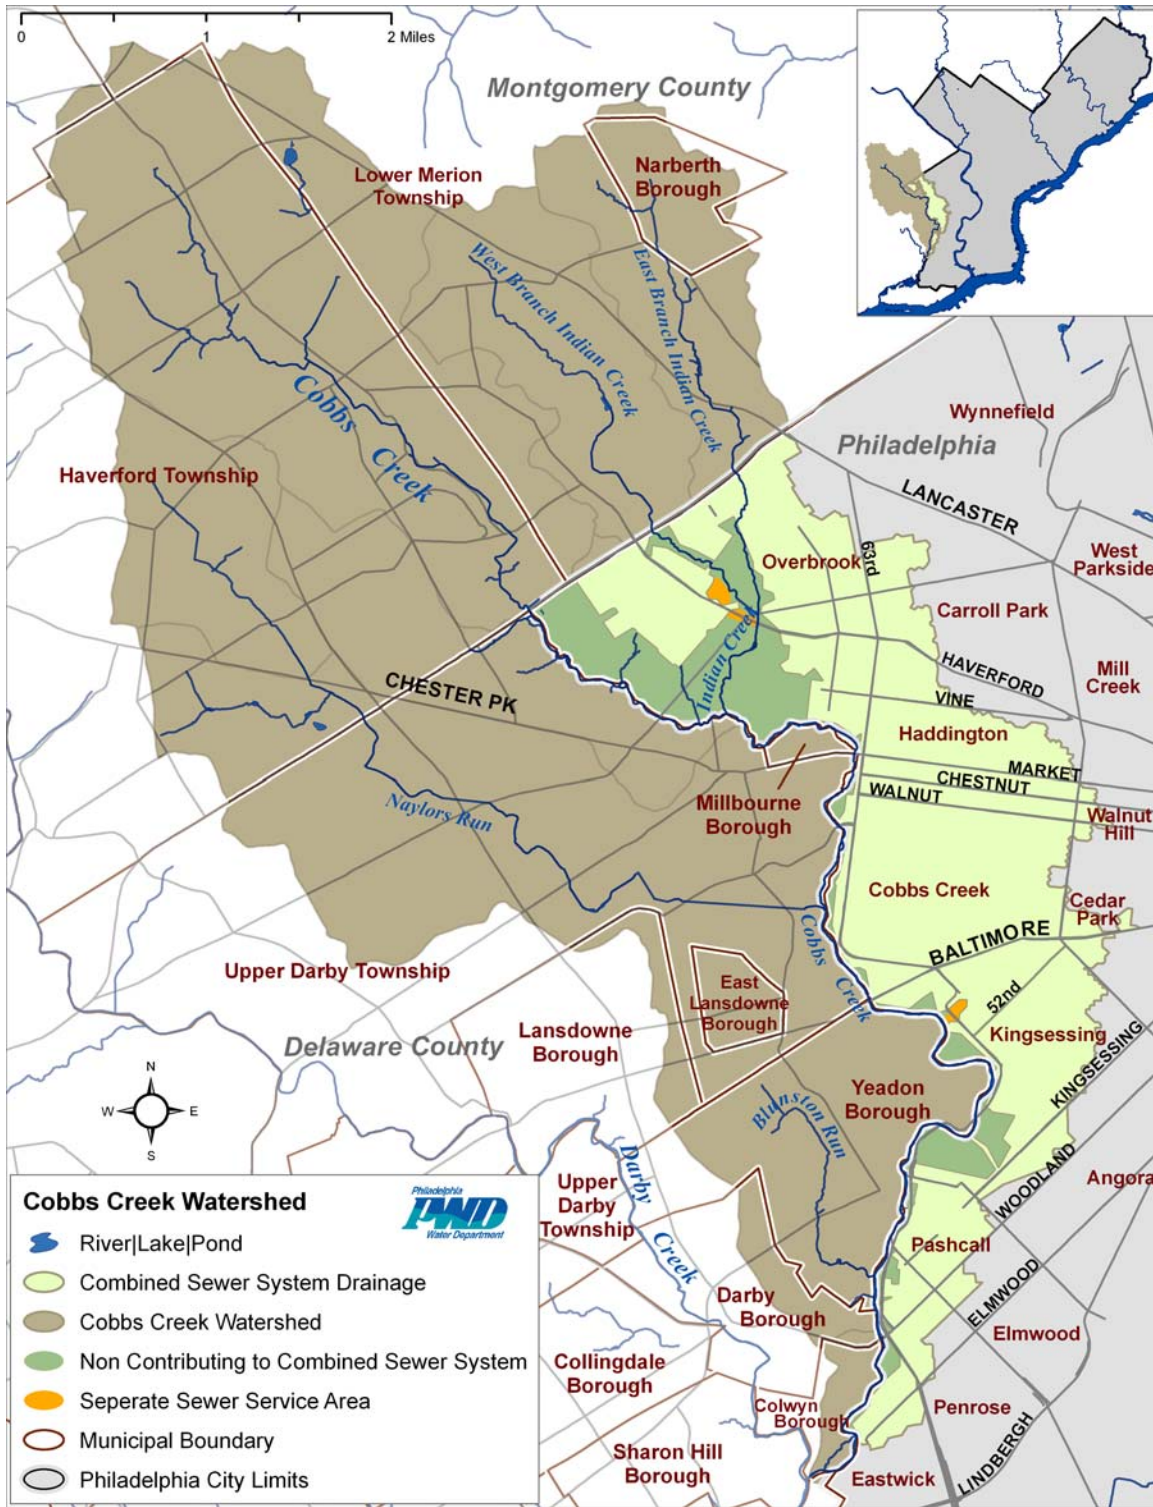 0
1
2 Miles
Montgomery County
Narberth
Borough
Lower Merion
Township
West Branch Indian Creek
East Branch Indian Creek
Cobbs
Creek
Wynnefield
Philadelphia
Haverford Township
LANCASTER
63rd
Overbrook
West
Parkside
Carroll Park
Indian Creek
HAVERFORD
Mill
Creek
CHESTER PK
VINE
Haddington
MARKET
CHESTNUT
WALNUT
Naylors Run
Millbourne
Borough
Walnut
Hill
Cobbs Creek
Cedar
Park
BALTIMORE
Cobbs
Creek
Upper Darby Township
East
Lansdowne
Borough
52nd
Lansdowne
Borough
Kingsessing
Delaware County
KINGSESSING
N
W
E
S
Yeadon
Borough
Blunston Run
Darby
Creek
Upper
Darby
Township
WOODLAND
Angora
Pashcall
ELMWOOD
Darby
Borough
Elmwood
Collingdale
Borough
Colwyn
Borough
Penrose
Sharon Hill
Borough
LINDBERGH
Eastwick
Cobbs Creek Watershed
Philadelphia
PWD
Water Department
River|Lake|Pond
Combined Sewer System Drainage
Cobbs Creek Watershed
Non Contributing to Combined Sewer System
Seperate Sewer Service Area
Municipal Boundary
Philadelphia City Limits